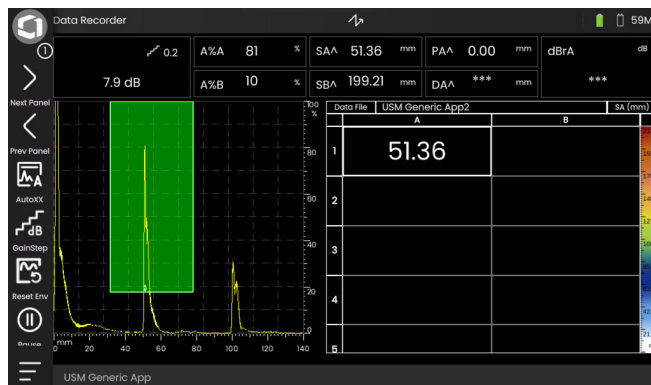 Data Recorder
59M
1
0.2
7.9 dB
A%A 81 %
A%B 10 %
SA^ 51.36 mm
SB^ 199.21 mm
PA^ 0.00 mm
DA^ *** mm
dBrA dB
***
Next Panel
Prev Panel
A
AutoXX
dB
GainStep
Reset Env
Pause
100
%
80
60
40
20
0
0 mm 20 40 60 80 100 120 140
Data File USM Generic App2 SA (mm)
A B
1 51.36
2
3
4
5
USM Generic App